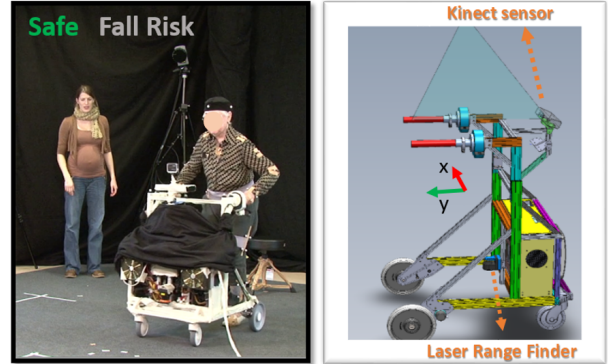 Safe Fall Risk
Kinect sensor
x
y
Laser Range Finder